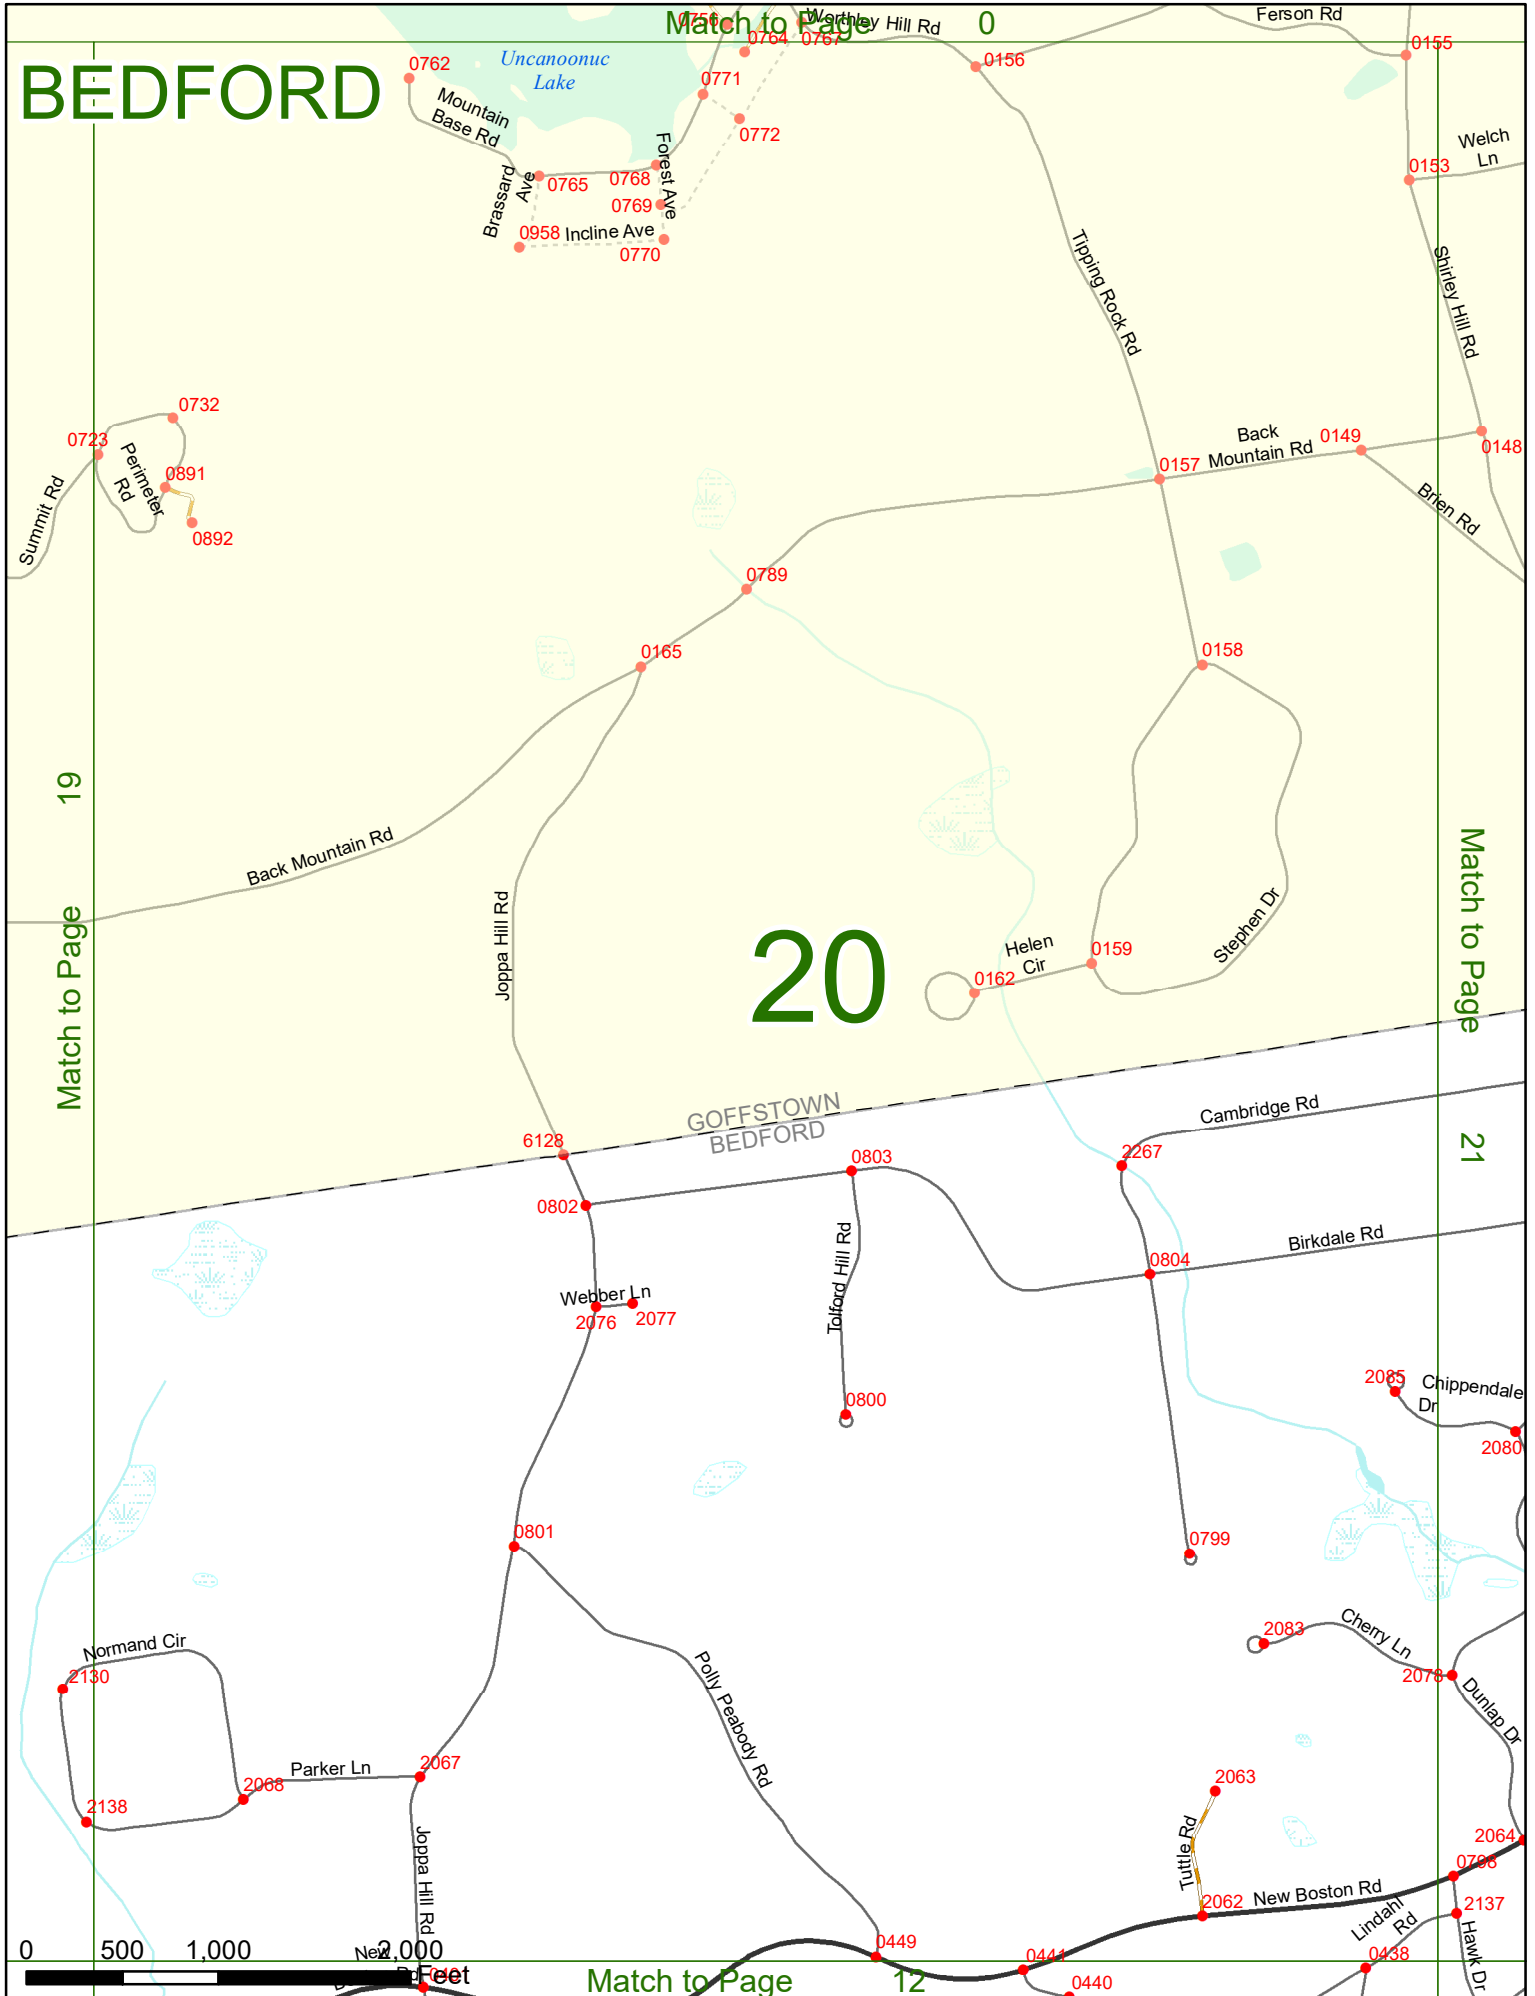 Match to Page 0
BEDFORD
Uncanoonuc
Lake
0756
0764
0767
Worthley Hill Rd
Ferson Rd
0155
0156
0762
0771
0772
Mountain
Base Rd
Forest Ave
Welch
Ln
0153
Brassard
Ave
0765
0768
0769
0958
Incline Ave
0770
Tipping Rock Rd
Shirley Hill Rd
0732
0723
Perimeter
Rd
0891
0892
Summit Rd
Back
Mountain Rd
0149
0148
0157
Brien Rd
0789
0165
0158
19
Match to Page
Back Mountain Rd
Joppa Hill Rd
20
Helen
Cir
0159
0162
Stephen Dr
Match to Page
21
GOFFSTOWN
BEDFORD
Cambridge Rd
6128
0802
0803
2267
Tolford Hill Rd
Birkdale Rd
0804
Webber Ln
2076
2077
0800
2085
Chippendale
Dr
2080
0801
0799
Normand Cir
2130
2083
Cherry Ln
2078
Dunlap Dr
Polly Peabody Rd
Parker Ln
2067
2068
2138
2063
Tuttle Rd
2062
2064
0798
New Boston Rd
2137
Lindahl
Rd
Hawk Dr
Joppa Hill Rd
0449
0441
0440
0438
0 500 1,000 2,000
Feet
New
Rd
Match to Page 12